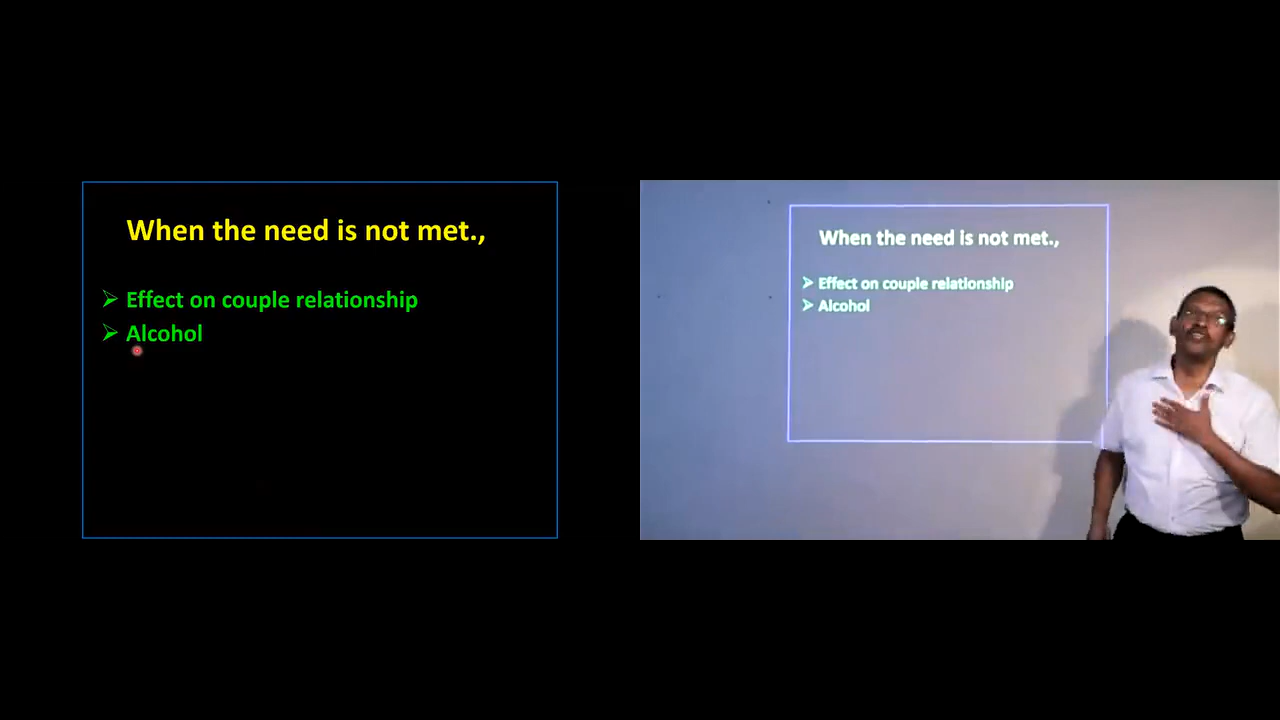 When the need is not met.,
➢ Effect on couple relationship
➢ Alcohol
When the need is not met.,
➢ Effect on couple relationship
➢ Alcohol